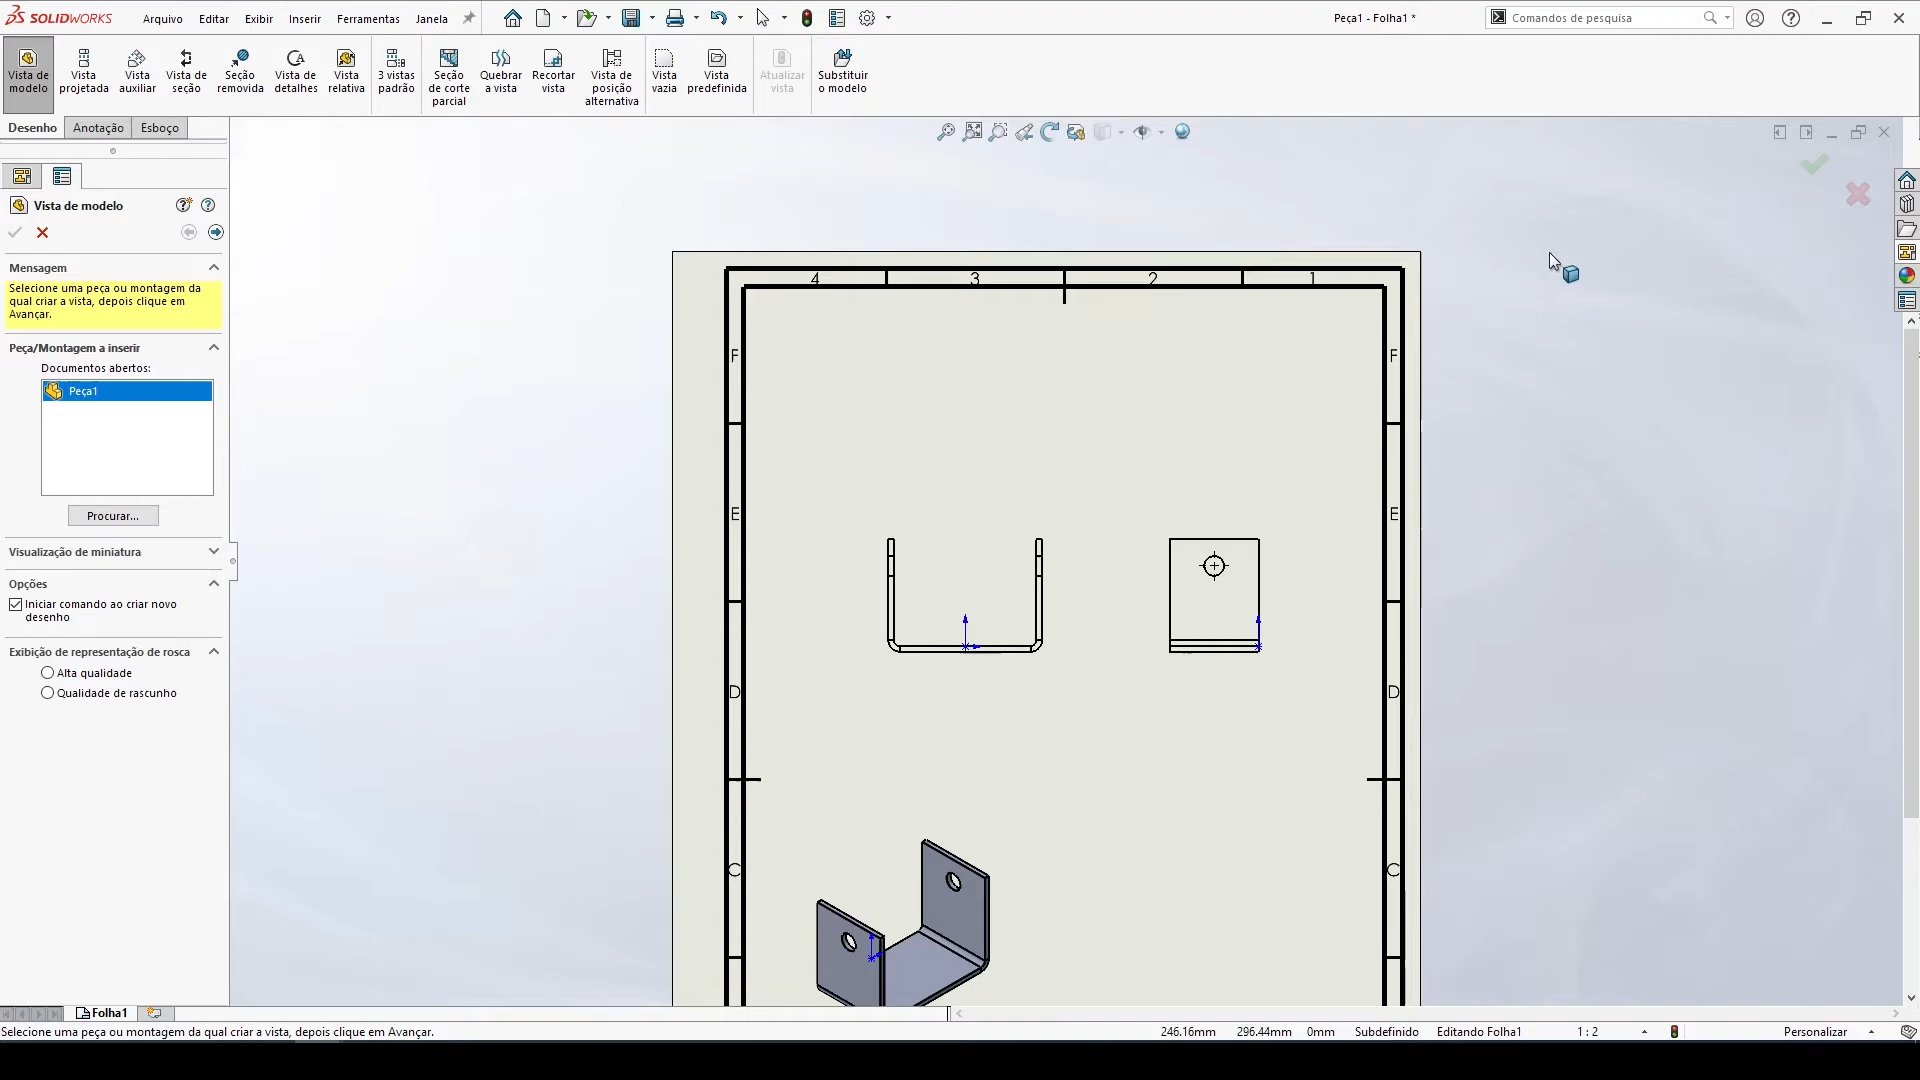 SOLIDWORKS Arquivo Editar Exibir Inserir Ferramentas Janela Peça1 - Folha1 * Comandos de pesquisa
Vista de modelo
Vista projetada
Vista auxiliar
Vista de seção
Seção removida
Vista de detalhes
Vista relativa
3 vistas padrão
Seção de corte parcial
Quebrar a vista
Recortar vista
Vista de posição alternativa
Vista vazia
Vista predefinida
Atualizar vista
Substituir o modelo
Desenho Anotação Esboço
Vista de modelo
Mensagem
Selecione uma peça ou montagem da
qual criar a vista, depois clique em
Avançar.
Peça/Montagem a inserir
Documentos abertos:
Peça1
Procurar...
Visualização de miniatura
Opções
Iniciar comando ao criar novo
desenho
Exibição de representação de rosca
Alta qualidade
Qualidade de rascunho
4 3 2 1
F F
E E
D D
C C
Folha1
Selecione uma peça ou montagem da qual criar a vista, depois clique em Avançar. 246.16mm 296.44mm 0mm Subdefinido Editando Folha1 1 : 2 Personalizar